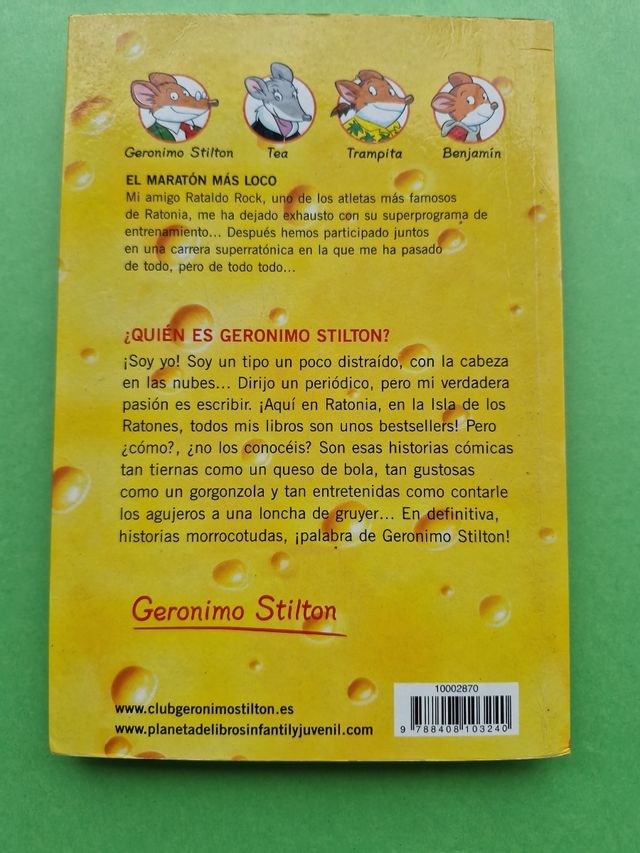 Geronimo Stilton Tea Trampita Benjamín
EL MARATÓN MÁS LOCO
Mi amigo Rataldo Rock, uno de los atletas más famosos
de Ratonia, me ha dejado exhausto con su superprograma de
entrenamiento... Después hemos participado juntos
en una carrera superratónica en la que me ha pasado
de todo, pero de todo todo...
¿QUIÉN ES GERONIMO STILTON?
¡Soy yo! Soy un tipo un poco distraído, con la cabeza
en las nubes... Dirijo un periódico, pero mi verdadera
pasión es escribir. ¡Aquí en Ratonia, en la Isla de los
Ratones, todos mis libros son unos bestsellers! Pero
¿cómo?, ¿no los conocéis? Son esas historias cómicas
tan tiernas como un queso de bola, tan gustosas
como un gorgonzola y tan entretenidas como contarle
los agujeros a una loncha de gruyer... En definitiva,
historias morrocotudas, ¡palabra de Geronimo Stilton!
Geronimo Stilton
www.clubgeronimostilton.es
www.planetadelibrosinfantilyjuvenil.com
10002870
9 788408 103240